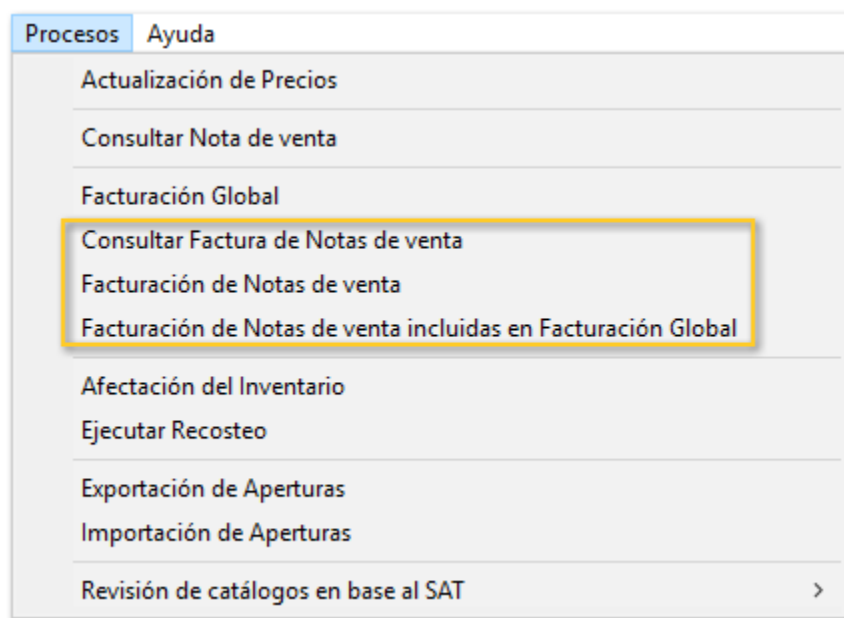 Procesos Ayuda
Actualización de Precios
Consultar Nota de venta
Facturación Global
Consultar Factura de Notas de venta
Facturación de Notas de venta
Facturación de Notas de venta incluidas en Facturación Global
Afectación del Inventario
Ejecutar Recosteo
Exportación de Aperturas
Importación de Aperturas
Revisión de catálogos en base al SAT